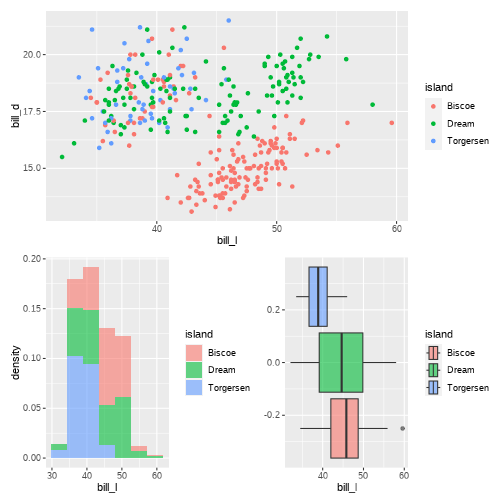 20.0
17.5
15.0
bill_d
40
50
60
bill_l
island
Biscoe
Dream
Torgersen
0.20
0.15
0.10
0.05
0.00
density
30
40
50
60
bill_l
island
Biscoe
Dream
Torgersen
0.2
0.0
-0.2
40
50
60
bill_l
island
Biscoe
Dream
Torgersen